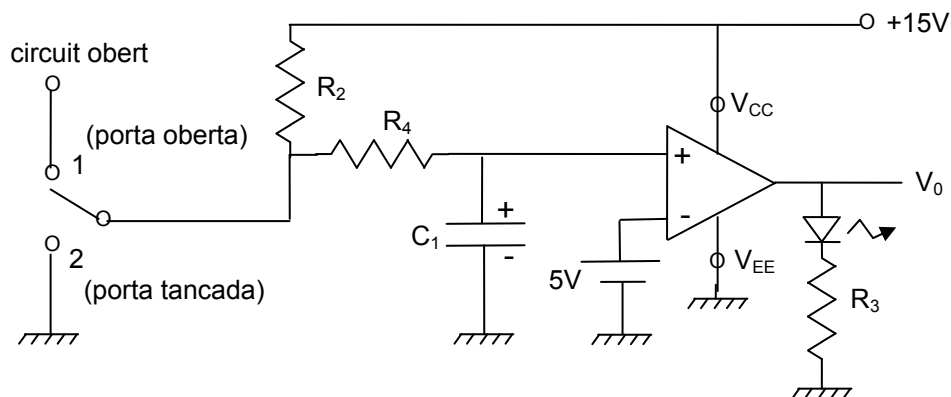 +15V
circuit obert
R2
VCC
(porta oberta)
R4
1
+
V0
-
+
C1
-
2
5V
VEE
(porta tancada)
R3